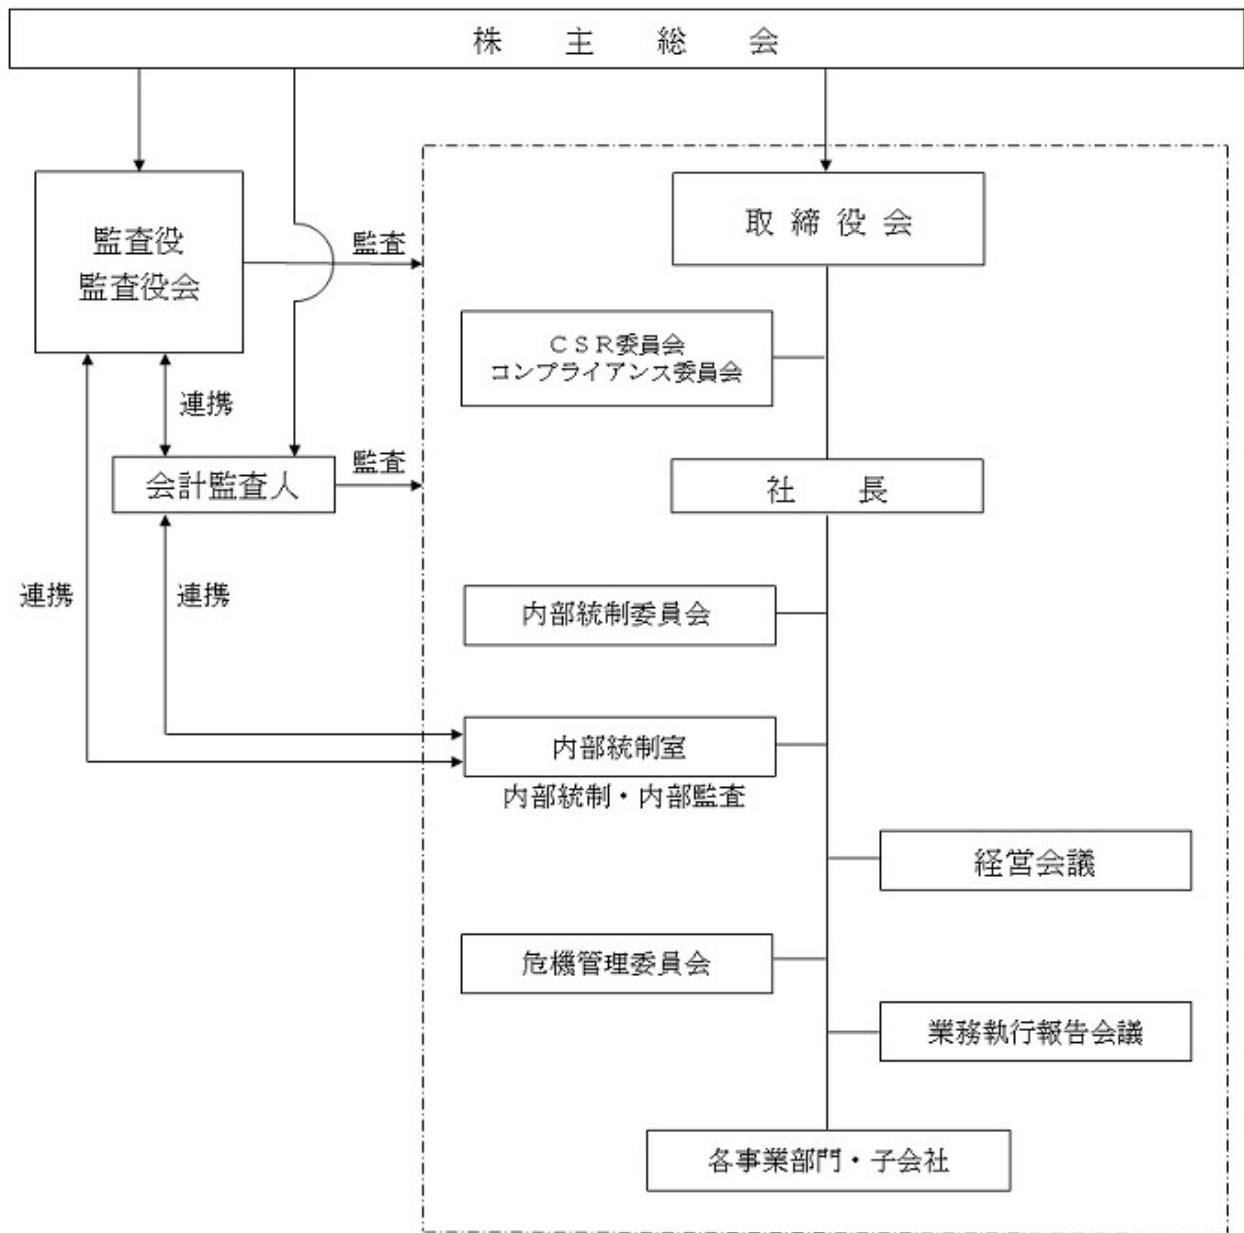 株主総会
監査役
監査役会
監査
取締役会
CSR委員会
コンプライアンス委員会
連携
会計監査人
監査
社長
連携
連携
内部統制委員会
内部統制室
内部統制・内部監査
経営会議
危機管理委員会
業務執行報告会議
各事業部門・子会社